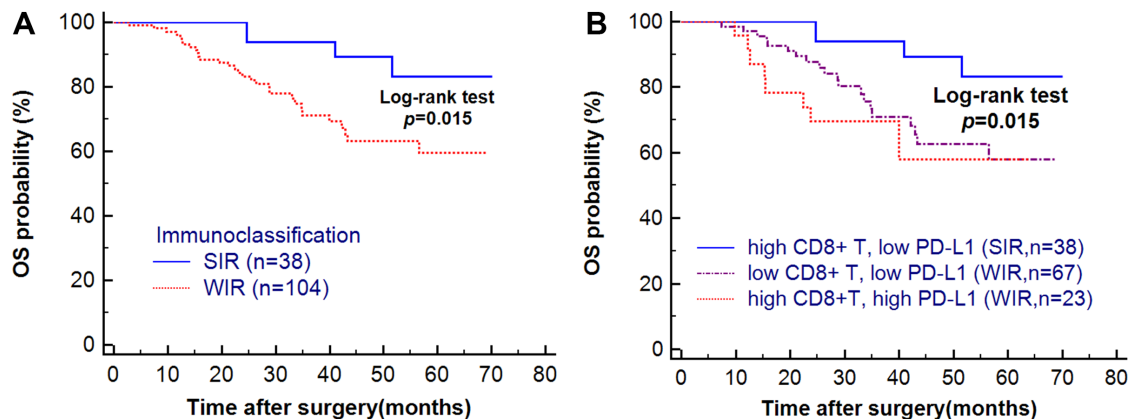 A
OS probability (%)
100
80
60
40
20
0
Log-rank test
p=0.015
Immunoclassification
SIR (n=38)
WIR (n=104)
0 10 20 30 40 50 60 70 80
Time after surgery(months)
B
OS probability (%)
100
80
60
40
20
0
Log-rank test
p=0.015
high CD8+ T, low PD-L1 (SIR,n=38)
low CD8+ T, low PD-L1 (WIR,n=67)
high CD8+T, high PD-L1 (WIR,n=23)
0 10 20 30 40 50 60 70 80
Time after surgery(months)